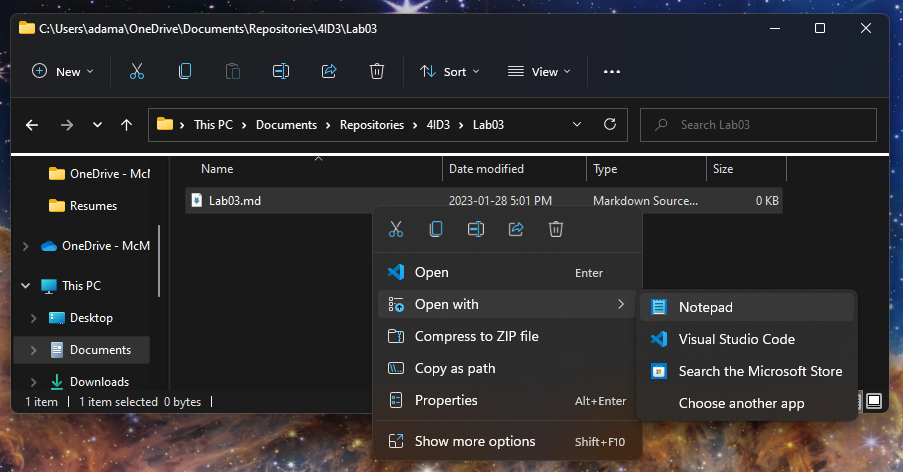 C:\Users\adama\OneDrive\Documents\Repositories\4ID3\Lab03
New
Sort
View
This PC > Documents > Repositories > 4ID3 > Lab03
Search Lab03
Name
Date modified
Type
Size
OneDrive - McM
Resumes
OneDrive - McM
This PC
Desktop
Documents
Downloads
Lab03.md 2023-01-28 5:01 PM Markdown Source... 0 KB
Open Enter
Open with
Compress to ZIP file
Copy as path
Properties Alt+Enter
Show more options Shift+F10
Notepad
Visual Studio Code
Search the Microsoft Store
Choose another app
1 item
1 item selected 0 bytes